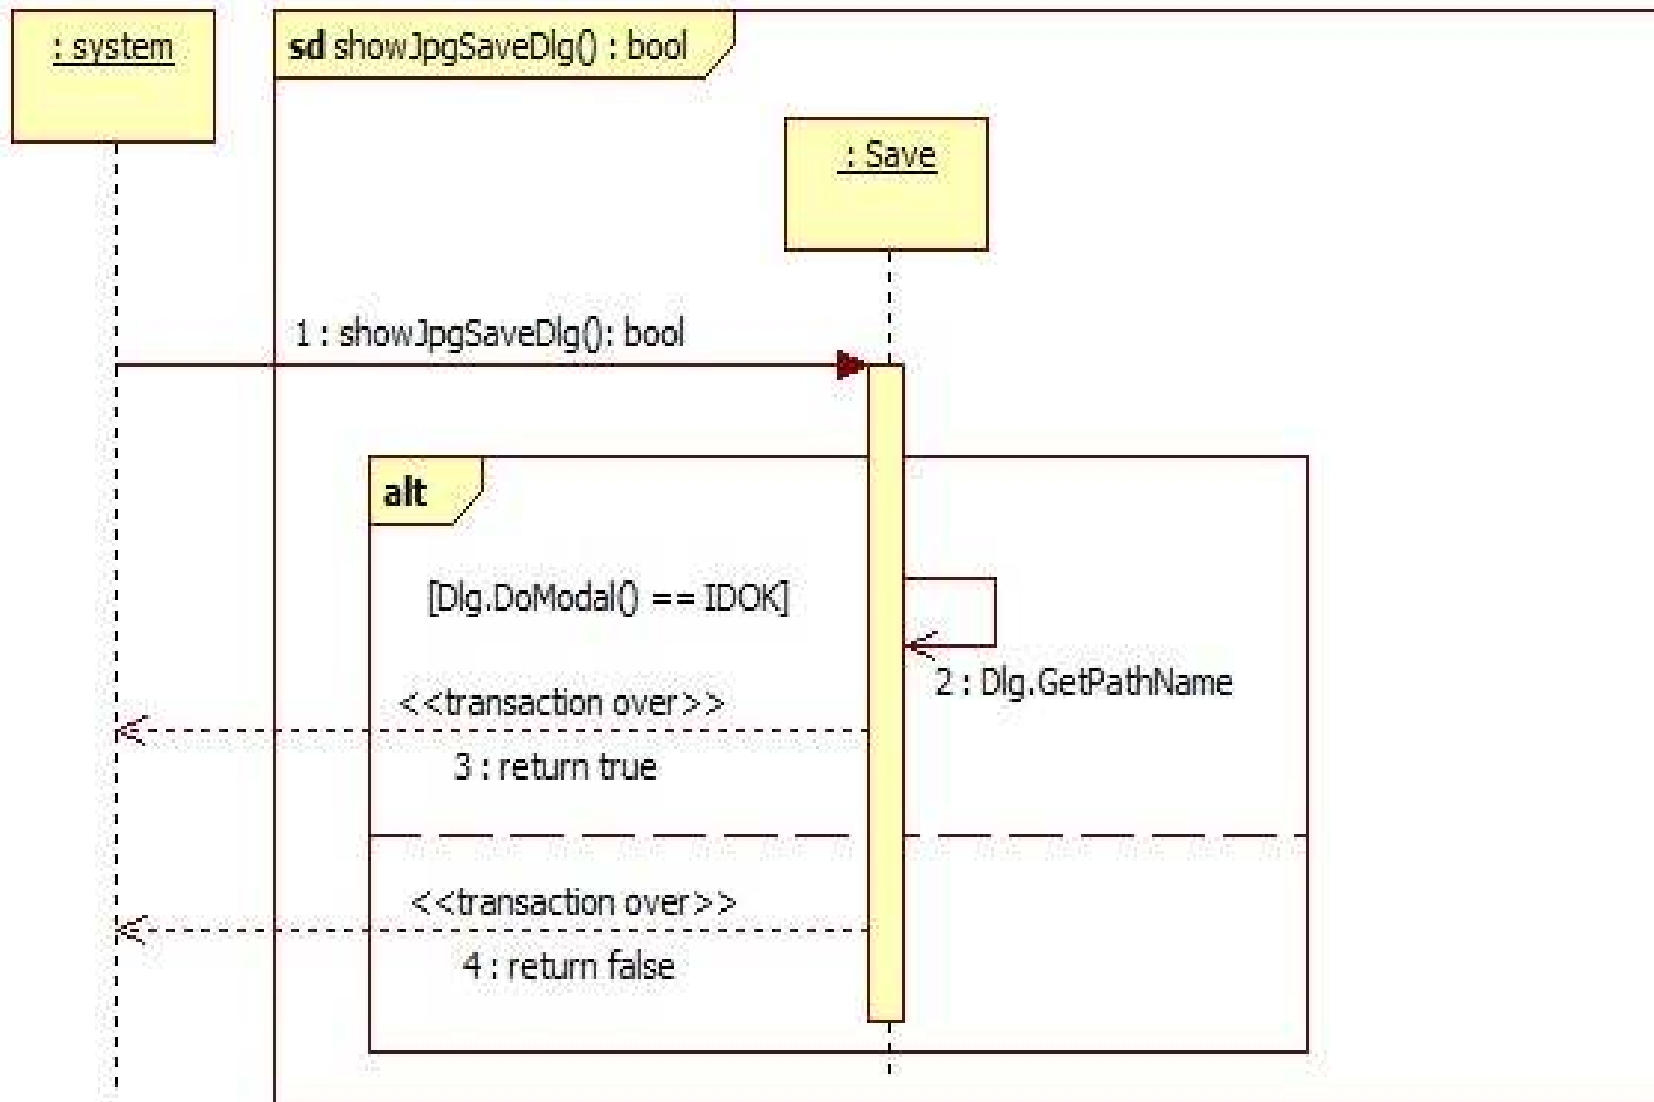 : system
sd showJpgSaveDlg() : bool
: Save
1 : showJpgSaveDlg(): bool
alt
[Dlg.DoModal() == IDOK]
2 : Dlg.GetPathName
<<transaction over>>
3 : return true
<<transaction over>>
4 : return false